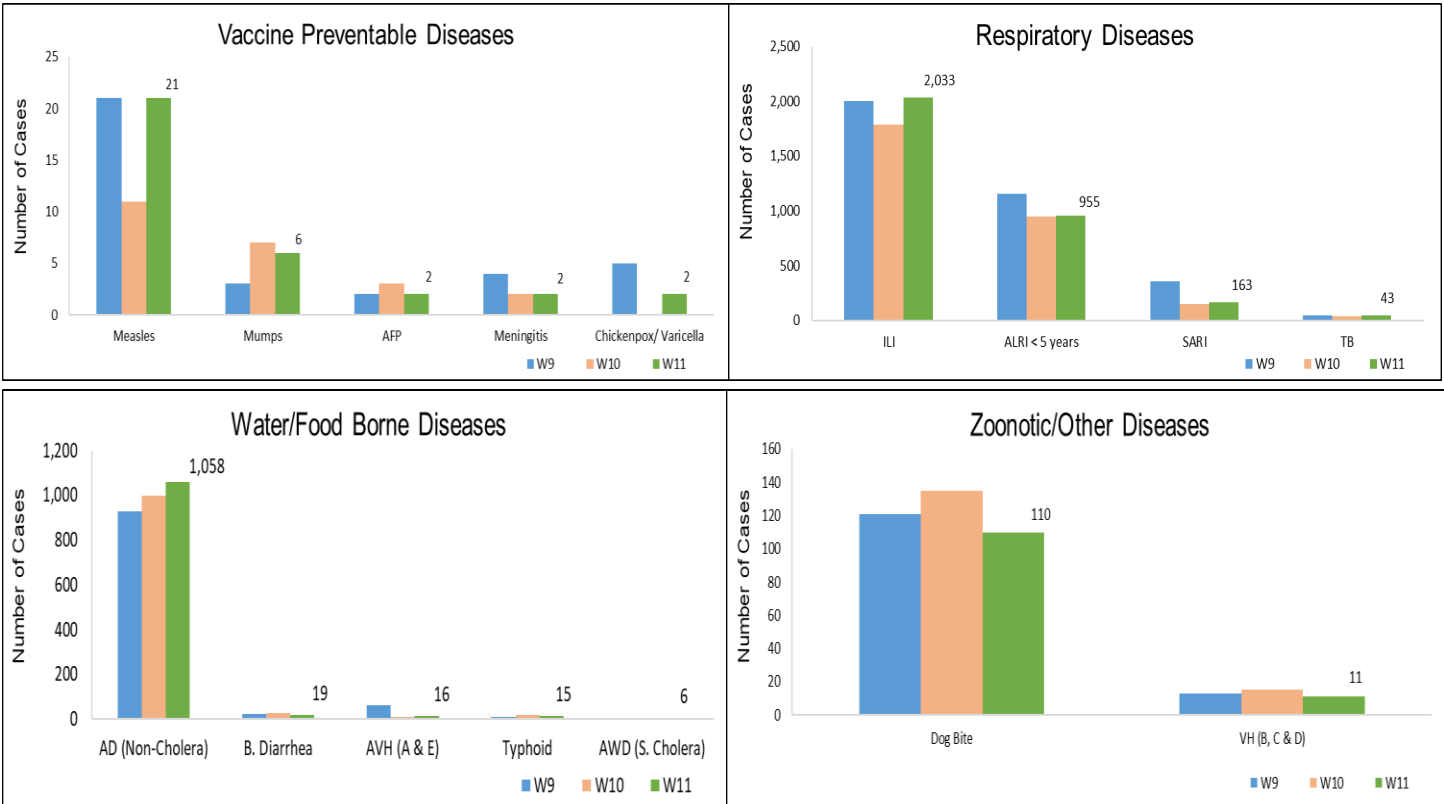 Vaccine Preventable Diseases
Number of Cases
25
20
15
10
5
0
21
6
2
2
2
Measles
Mumps
AFP
Meningitis
Chickenpox/ Varicella
W9 W10 W11
Respiratory Diseases
Number of Cases
2,500
2,000
1,500
1,000
500
0
2,033
955
163
43
ILI
ALRI < 5 years
SARI
TB
W9 W10 W11
Water/Food Borne Diseases
Number of Cases
1,200
1,000
800
600
400
200
0
1,058
19
16
15
6
AD (Non-Cholera)
B. Diarrhea
AVH (A & E)
Typhoid
AWD (S. Cholera)
W9 W10 W11
Zoonotic/Other Diseases
Number of Cases
160
140
120
100
80
60
40
20
0
110
11
Dog Bite
VH (B, C & D)
W9 W10 W11